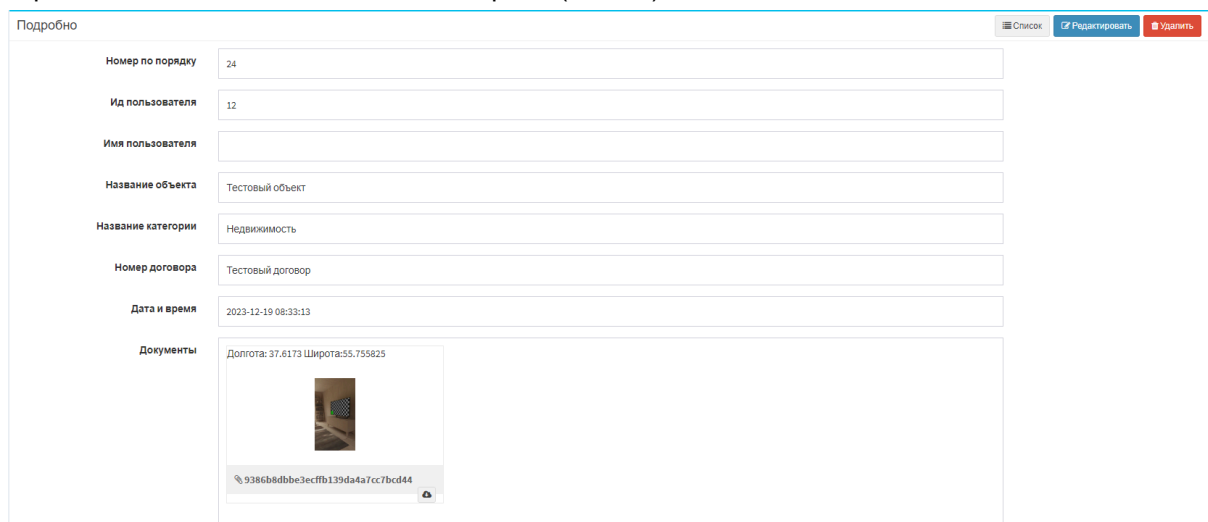 Подробно
Список
Редактировать
Удалить
Номер по порядку
24
Ид пользователя
12
Имя пользователя
Название объекта
Тестовый объект
Название категории
Недвижимость
Номер договора
Тестовый договор
Дата и время
2023-12-19 08:33:13
Документы
Долгота: 37.6173 Широта:55.755825
9386b8dbbe3ecffb139da4a7cc7bcd44